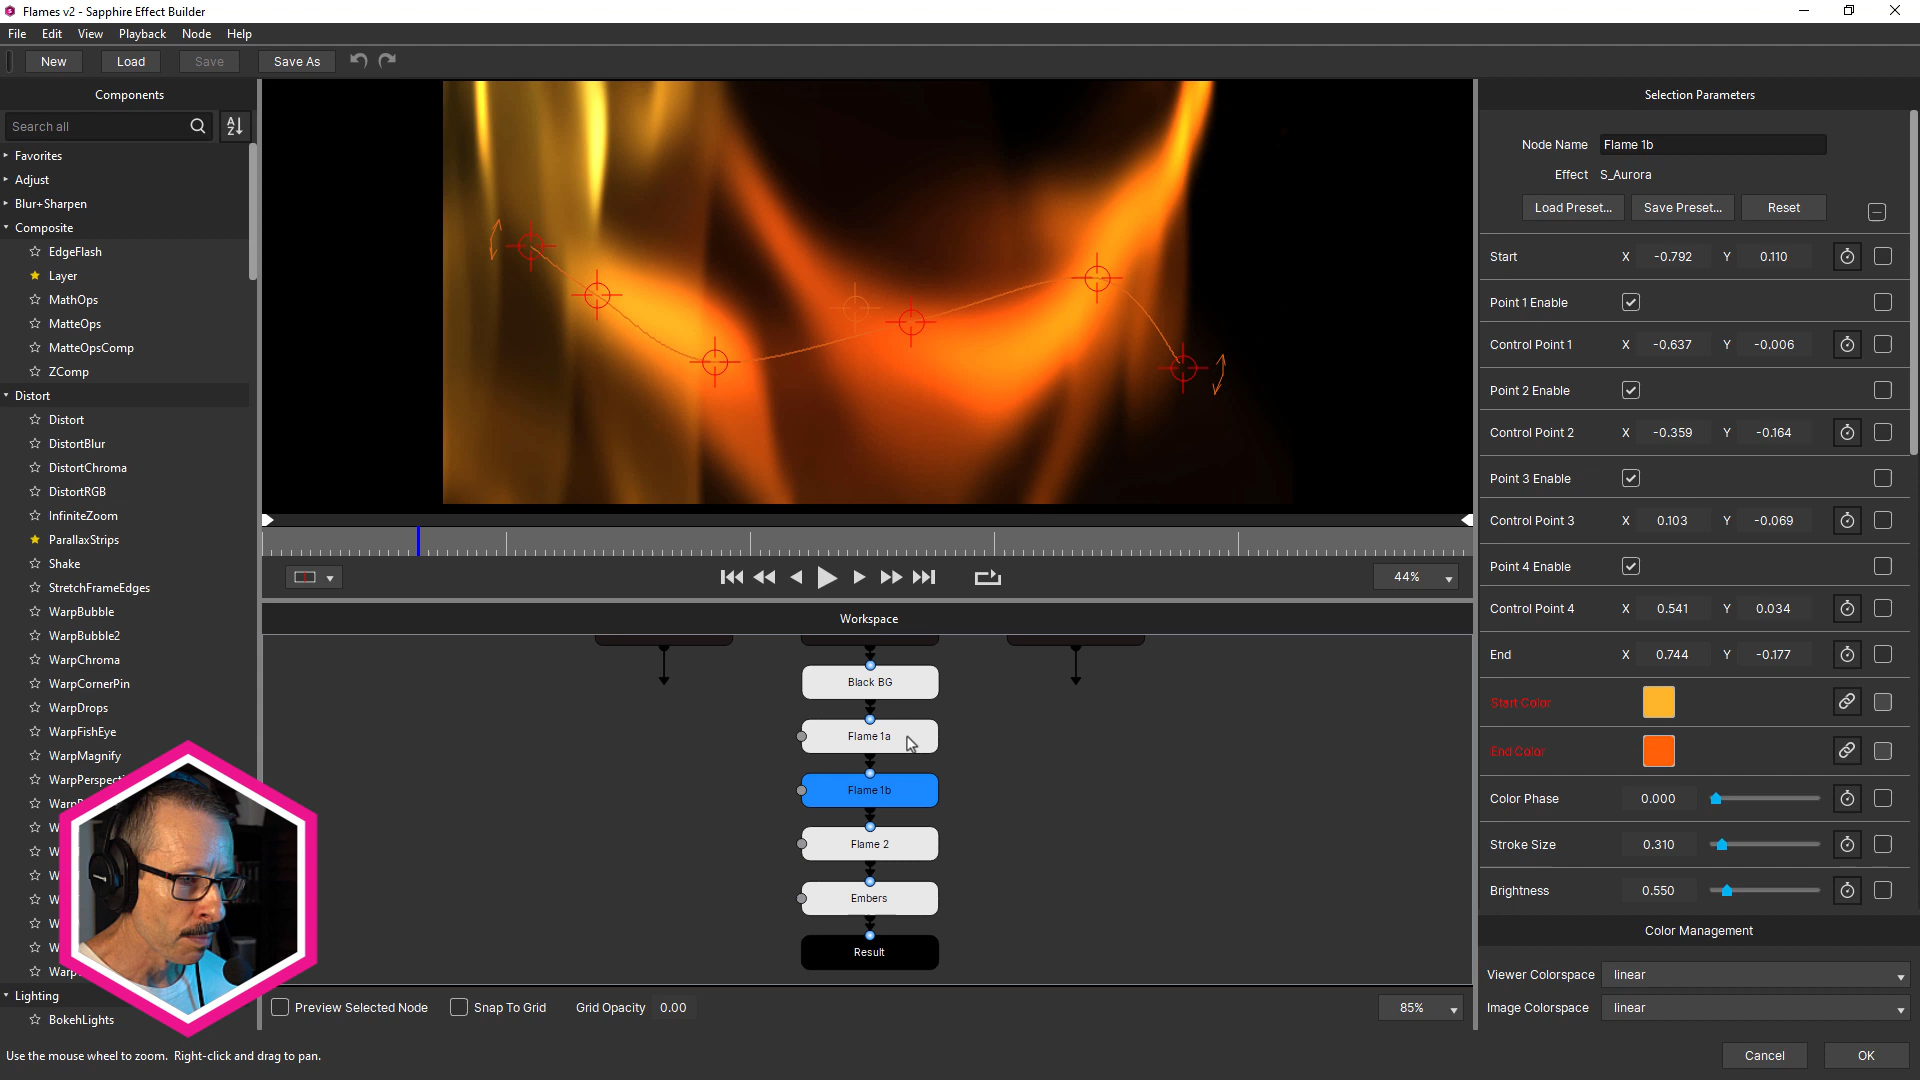 Flames v2 - Sapphire Effect Builder
File Edit View Playback Node Help
New Load Save Save As
Components
Search all
Favorites
Adjust
Blur+Sharpen
Composite
EdgeFlash
Layer
MathOps
MatteOps
MatteOpsComp
ZComp
Distort
Distort
DistortBlur
DistortChroma
DistortRGB
InfiniteZoom
ParallaxStrips
Shake
StretchFrameEdges
WarpBubble
WarpBubble2
WarpChroma
WarpCornerPin
WarpDrops
WarpFishEye
WarpMagnify
Lighting
BokehLights
44%
Workspace
Black BG
Flame 1a
Flame 1b
Flame 2
Embers
Result
Preview Selected Node Snap To Grid Grid Opacity 0.00 85%
Selection Parameters
Node Name Flame 1b
Effect S_Aurora
Load Preset... Save Preset... Reset
Start X -0.792 Y 0.110
Point 1 Enable
Control Point 1 X -0.637 Y -0.006
Point 2 Enable
Control Point 2 X -0.359 Y -0.164
Point 3 Enable
Control Point 3 X 0.103 Y -0.069
Point 4 Enable
Control Point 4 X 0.541 Y 0.034
End X 0.744 Y -0.177
Start Color
End Color
Color Phase 0.000
Stroke Size 0.310
Brightness 0.550
Color Management
Viewer Colorspace linear
Image Colorspace linear
Use the mouse wheel to zoom. Right-click and drag to pan.
Cancel OK